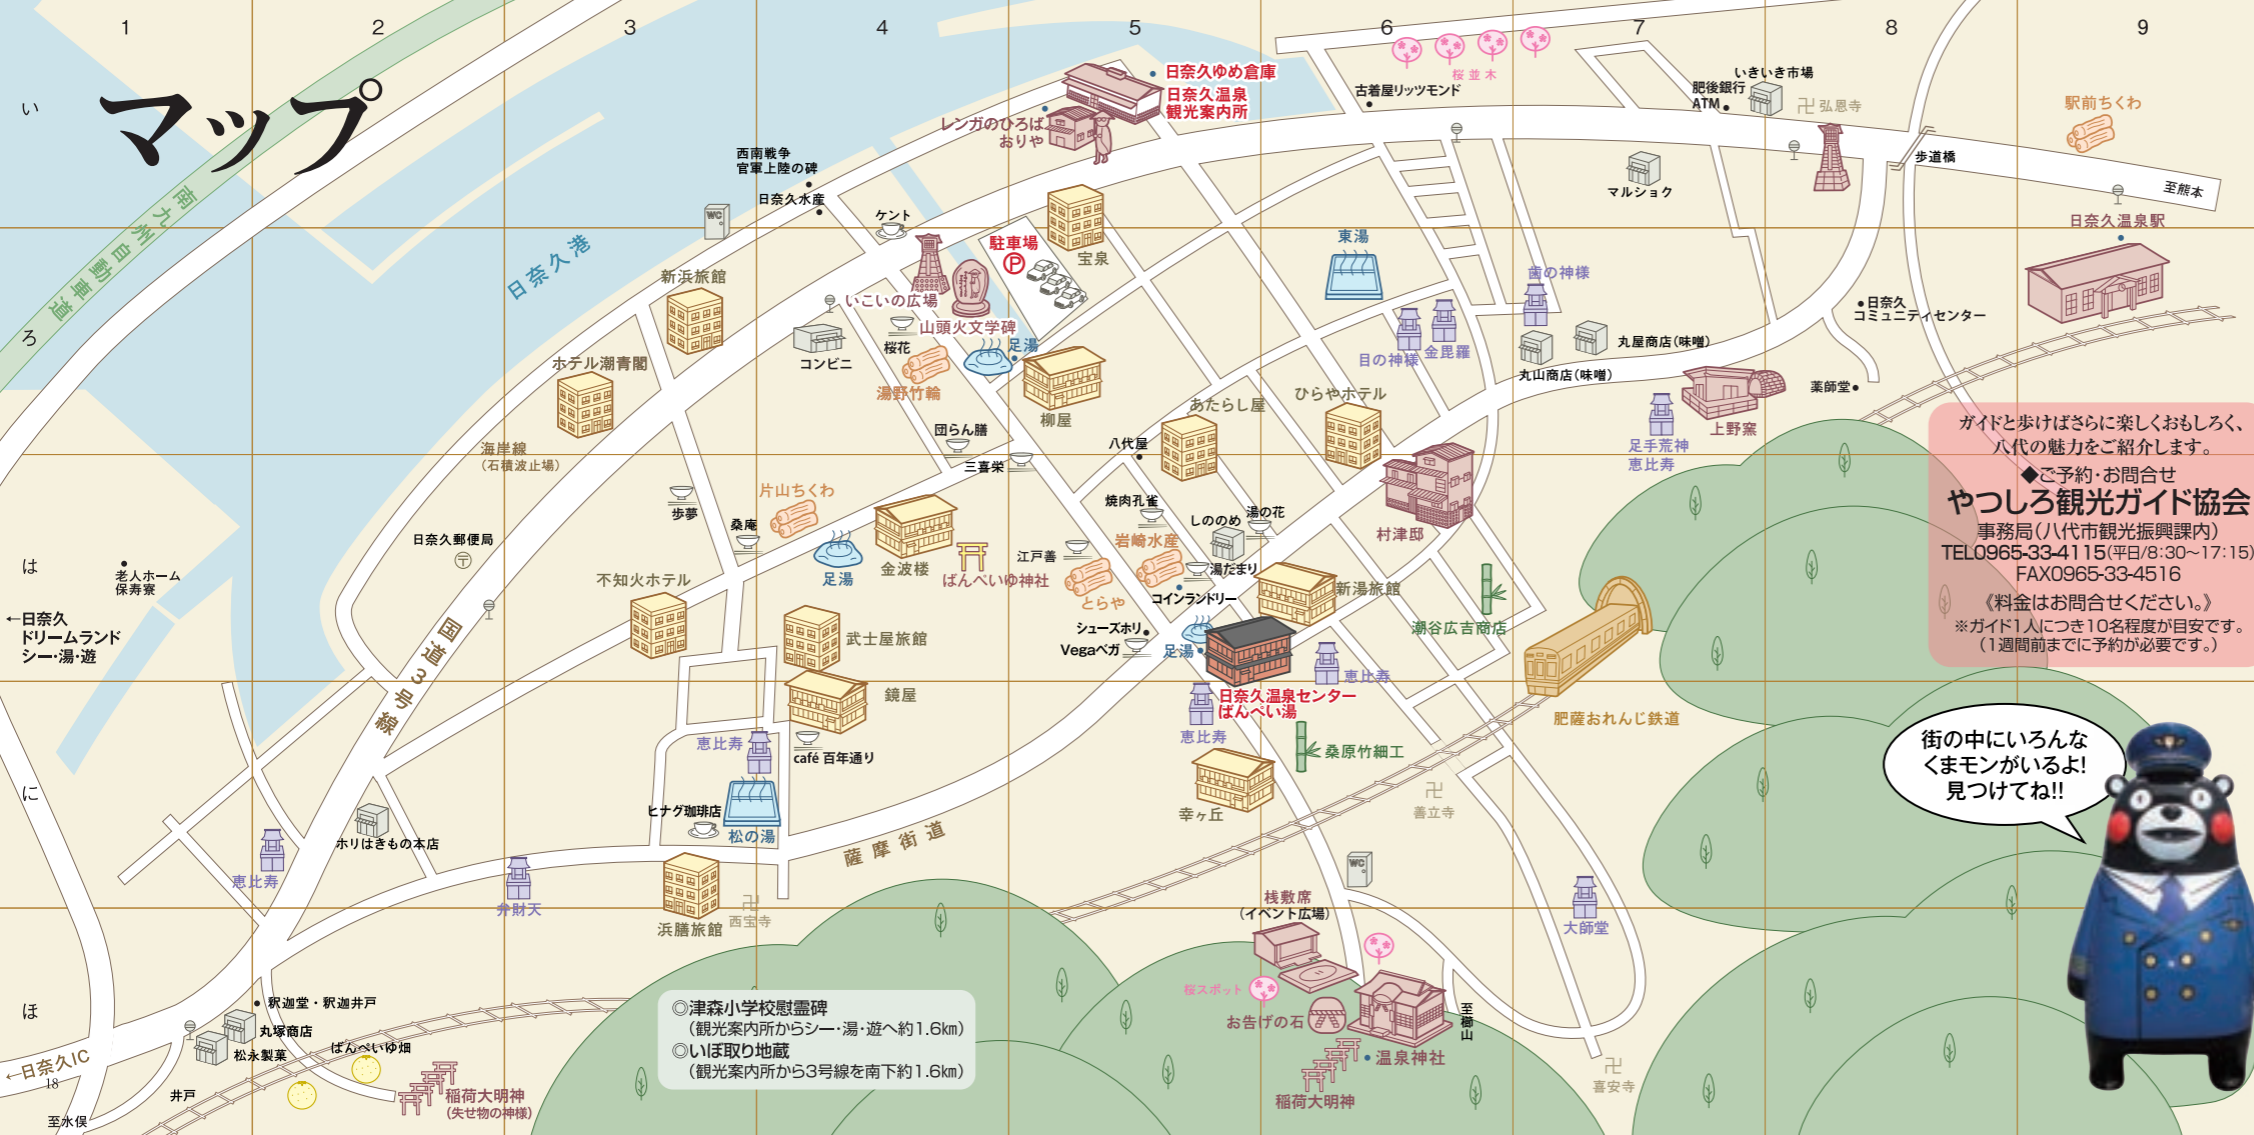 マップ
1
2
3
4
5
6
7
8
9
い
ろ
は
に
ほ
南九州自動車道
日奈久港
西南戦争
官軍上陸の碑
日奈久水産
WC
ケント
レンガのひろば
おりや
日奈久ゆめ倉庫
日奈久温泉
観光案内所
古着屋リッツモンド
桜並木
肥後銀行
ATM
いきいき市場
弘恩寺
駅前ちくわ
歩道橋
至熊本
マルショク
日奈久温泉駅
新浜旅館
いこいの広場
駐車場
P
宝泉
東湯
歯の神様
山頭火文学碑
コンビニ
桜花
湯野竹輪
足湯
柳屋
目の神様
金毘羅
丸屋商店(味噌)
丸山商店(味噌)
日奈久
コミュニティセンター
薬師堂
ホテル潮青閣
海岸線
(石積波止場)
団らん膳
三喜栄
八代屋
あたらし屋
ひらやホテル
足手荒神
恵比寿
上野窯
ガイドと歩けばさらに楽しくおもしろく、
八代の魅力をご紹介します。
◆ご予約・お問合せ
やつしろ観光ガイド協会
事務局(八代市観光振興課内)
TEL0965-33-4115(平日/8:30〜17:15)
FAX0965-33-4516
《料金はお問合せください。》
※ガイド1人につき10名程度が目安です。
(1週間前までに予約が必要です。)
歩夢
片山ちくわ
桑庵
足湯
金波楼
ばんぺいゆ神社
江戸善
焼肉孔雀
しののめ
湯の花
岩崎水産
湯だまり
とらや
コインランドリー
新湯旅館
村津邸
潮谷広吉商店
日奈久郵便局
老人ホーム
保寿寮
←日奈久
ドリームランド
シー・湯・遊
不知火ホテル
武士屋旅館
鏡屋
シューズホリ
Vegaベガ
足湯
恵比寿
日奈久温泉センター
ばんぺい湯
恵比寿
桑原竹細工
肥薩おれんじ鉄道
国道3号線
恵比寿
café 百年通り
ヒナグ珈琲店
松の湯
薩摩街道
幸ヶ丘
善立寺
街の中にいろんな
くまモンがいるよ!
見つけてね!!
ホリはきもの本店
恵比寿
弁財天
浜膳旅館
西宝寺
WC
桟敷席
(イベント広場)
大師堂
桜スポット
お告げの石
温泉神社
至櫛山
稲荷大明神
喜安寺
釈迦堂・釈迦井戸
丸塚商店
松永製菓
ばんぺいゆ畑
←日奈久IC
18
井戸
至水俣
稲荷大明神
(失せ物の神様)
◎津森小学校慰霊碑
(観光案内所からシー・湯・遊へ約1.6km)
◎いぼ取り地蔵
(観光案内所から3号線を南下約1.6km)